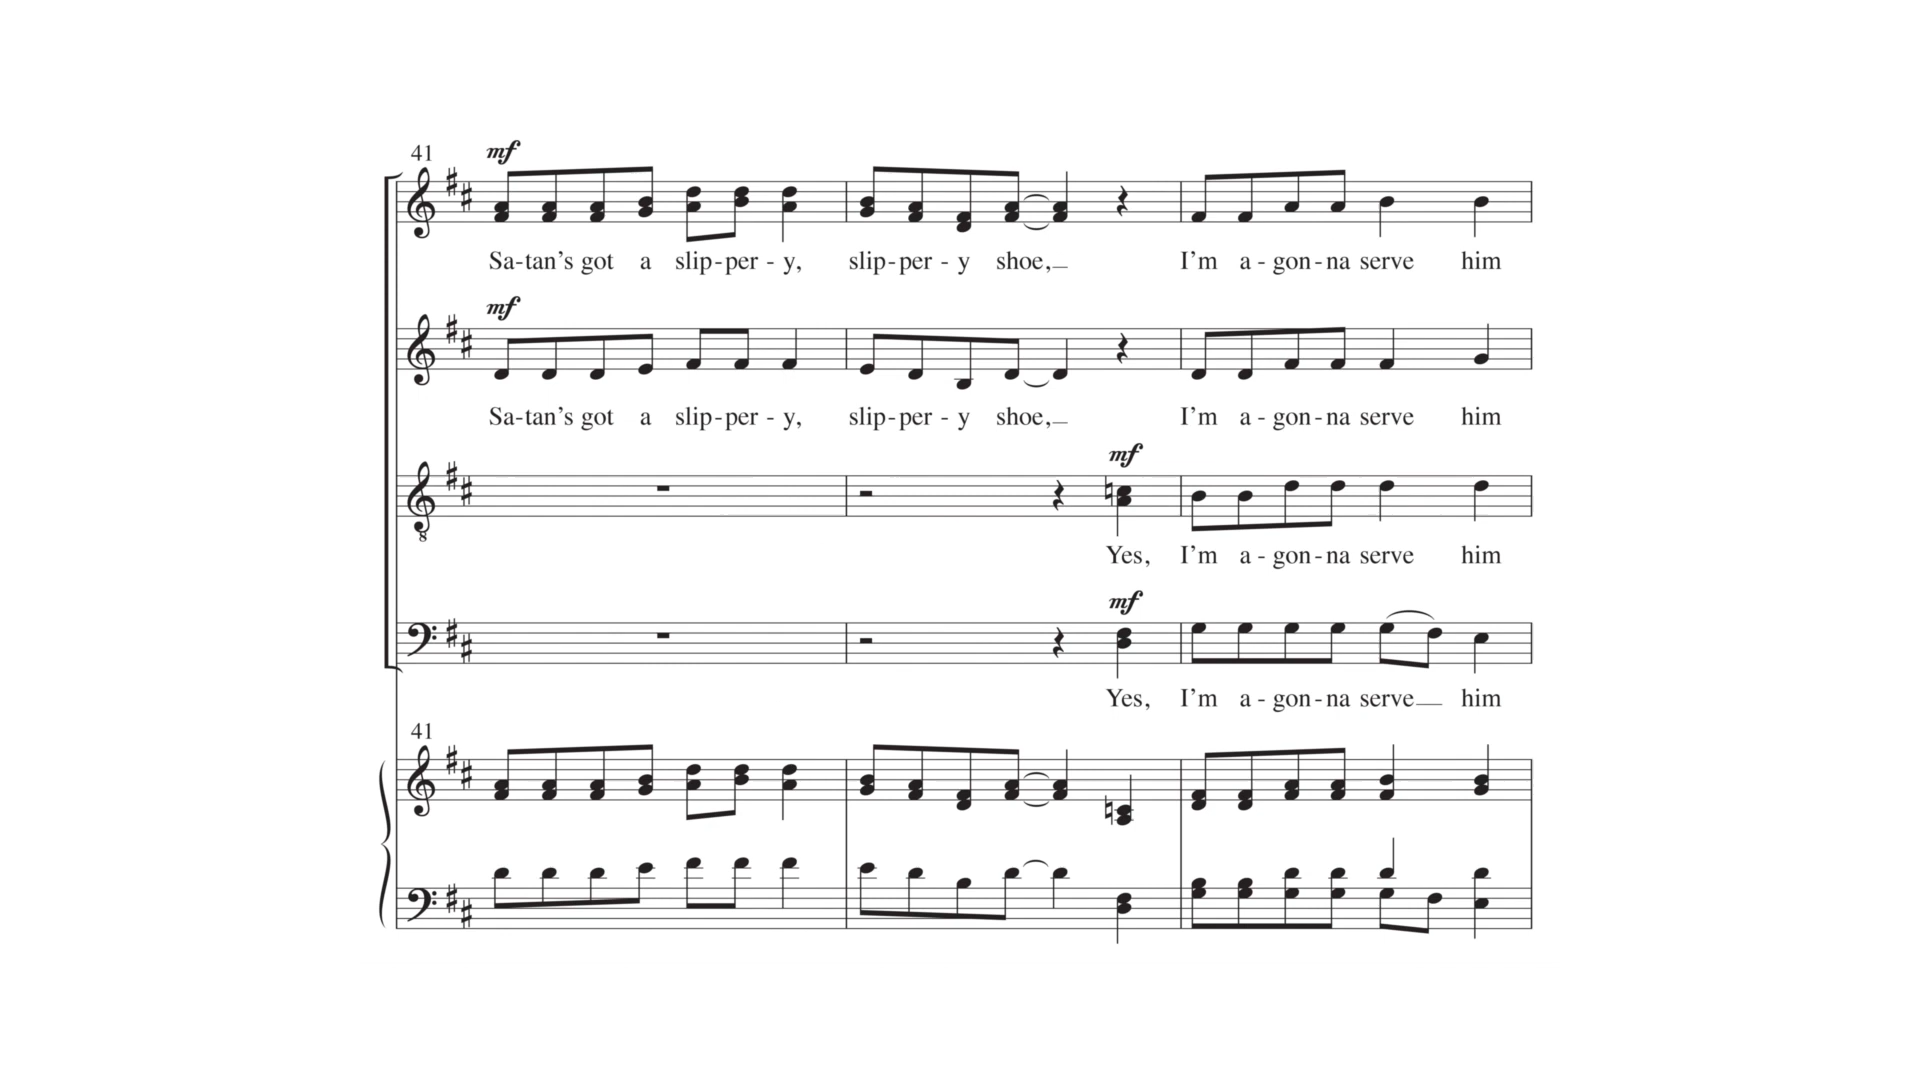 41 mf
Sa-tan's got a slip-per - y, slip-per - y shoe, I'm a - gon - na serve him
mf
Sa-tan's got a slip-per - y, slip-per - y shoe, I'm a - gon - na serve him
mf
8
Yes, I'm a - gon - na serve him
mf
Yes, I'm a - gon - na serve him
41